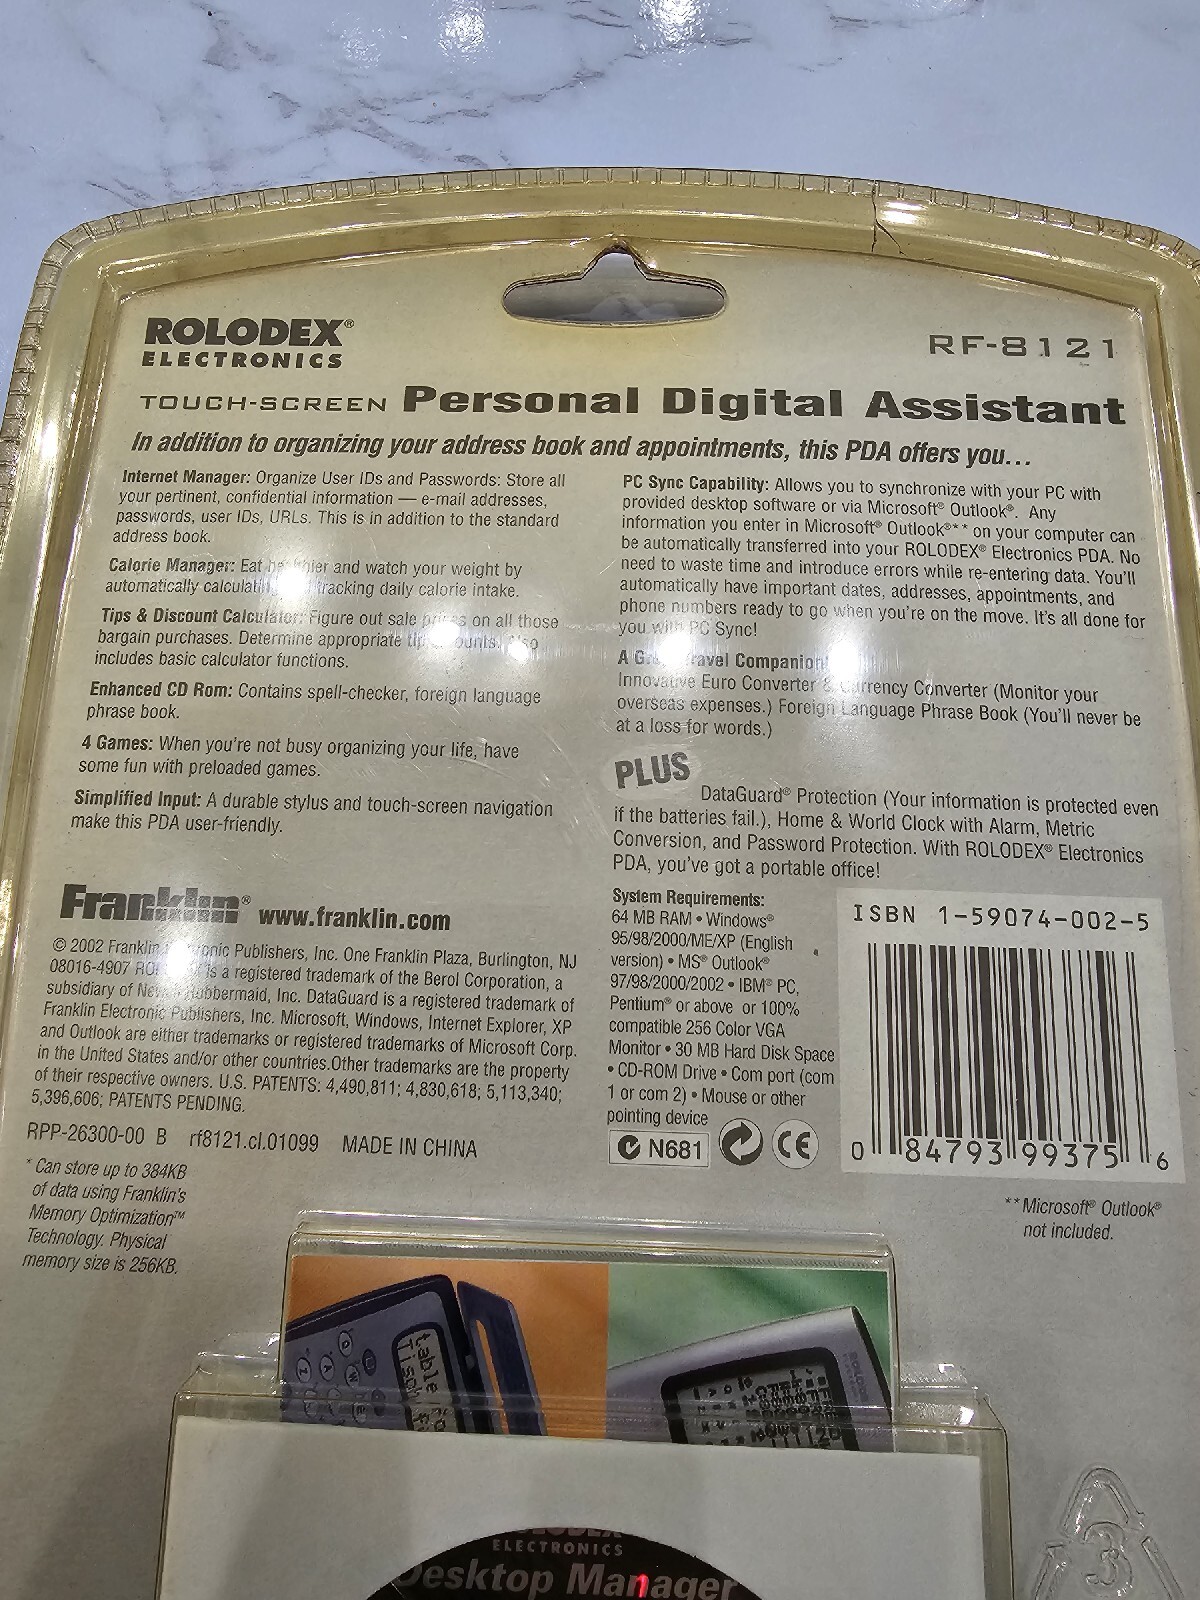 ROLODEX®
ELECTRONICS
RF-8121
TOUCH-SCREEN Personal Digital Assistant
In addition to organizing your address book and appointments, this PDA offers you...
Internet Manager: Organize User IDs and Passwords: Store all
your pertinent, confidential information — e-mail addresses,
passwords, user IDs, URLs. This is in addition to the standard
address book.
Calorie Manager: Eat healthier and watch your weight by
automatically calculating tracking daily calorie intake.
Tips & Discount Calculator: Figure out sale prices on all those
bargain purchases. Determine appropriate tip amounts. Also
includes basic calculator functions.
Enhanced CD Rom: Contains spell-checker, foreign language
phrase book.
4 Games: When you're not busy organizing your life, have
some fun with preloaded games.
Simplified Input: A durable stylus and touch-screen navigation
make this PDA user-friendly.
PC Sync Capability: Allows you to synchronize with your PC with
provided desktop software or via Microsoft® Outlook®. Any
information you enter in Microsoft® Outlook®** on your computer can
be automatically transferred into your ROLODEX® Electronics PDA. No
need to waste time and introduce errors while re-entering data. You'll
automatically have important dates, addresses, appointments, and
phone numbers ready to go when you're on the move. It's all done for
you with PC Sync!
A Great Travel Companion
Innovative Euro Converter & Currency Converter (Monitor your
overseas expenses.) Foreign Language Phrase Book (You'll never be
at a loss for words.)
PLUS
DataGuard® Protection (Your information is protected even
if the batteries fail.), Home & World Clock with Alarm, Metric
Conversion, and Password Protection. With ROLODEX® Electronics
PDA, you've got a portable office!
Franklin® www.franklin.com
© 2002 Franklin Electronic Publishers, Inc. One Franklin Plaza, Burlington, NJ
08016-4907 ROLODEX is a registered trademark of the Berol Corporation, a
subsidiary of Newell Rubbermaid, Inc. DataGuard is a registered trademark of
Franklin Electronic Publishers, Inc. Microsoft, Windows, Internet Explorer, XP
and Outlook are either trademarks or registered trademarks of Microsoft Corp.
in the United States and/or other countries.Other trademarks are the property
of their respective owners. U.S. PATENTS: 4,490,811; 4,830,618; 5,113,340;
5,396,606; PATENTS PENDING.
RPP-26300-00 B rf8121.cl.01099 MADE IN CHINA
* Can store up to 384KB
of data using Franklin's
Memory Optimization™
Technology. Physical
memory size is 256KB.
System Requirements:
64 MB RAM • Windows®
95/98/2000/ME/XP (English
version) • MS® Outlook®
97/98/2000/2002 • IBM® PC,
Pentium® or above or 100%
compatible 256 Color VGA
Monitor • 30 MB Hard Disk Space
• CD-ROM Drive • Com port (com
1 or com 2) • Mouse or other
pointing device
N681
CE
ISBN 1-59074-002-5
0 84793 99375 6
**Microsoft® Outlook®
not included.
table
ROLODEX
ELECTRONICS
Desktop Manager
3